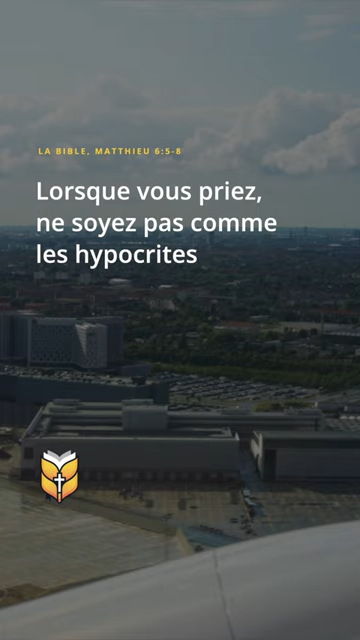 LA BIBLE, MATTHIEU 6:5-8
Lorsque vous priez,
ne soyez pas comme
les hypocrites